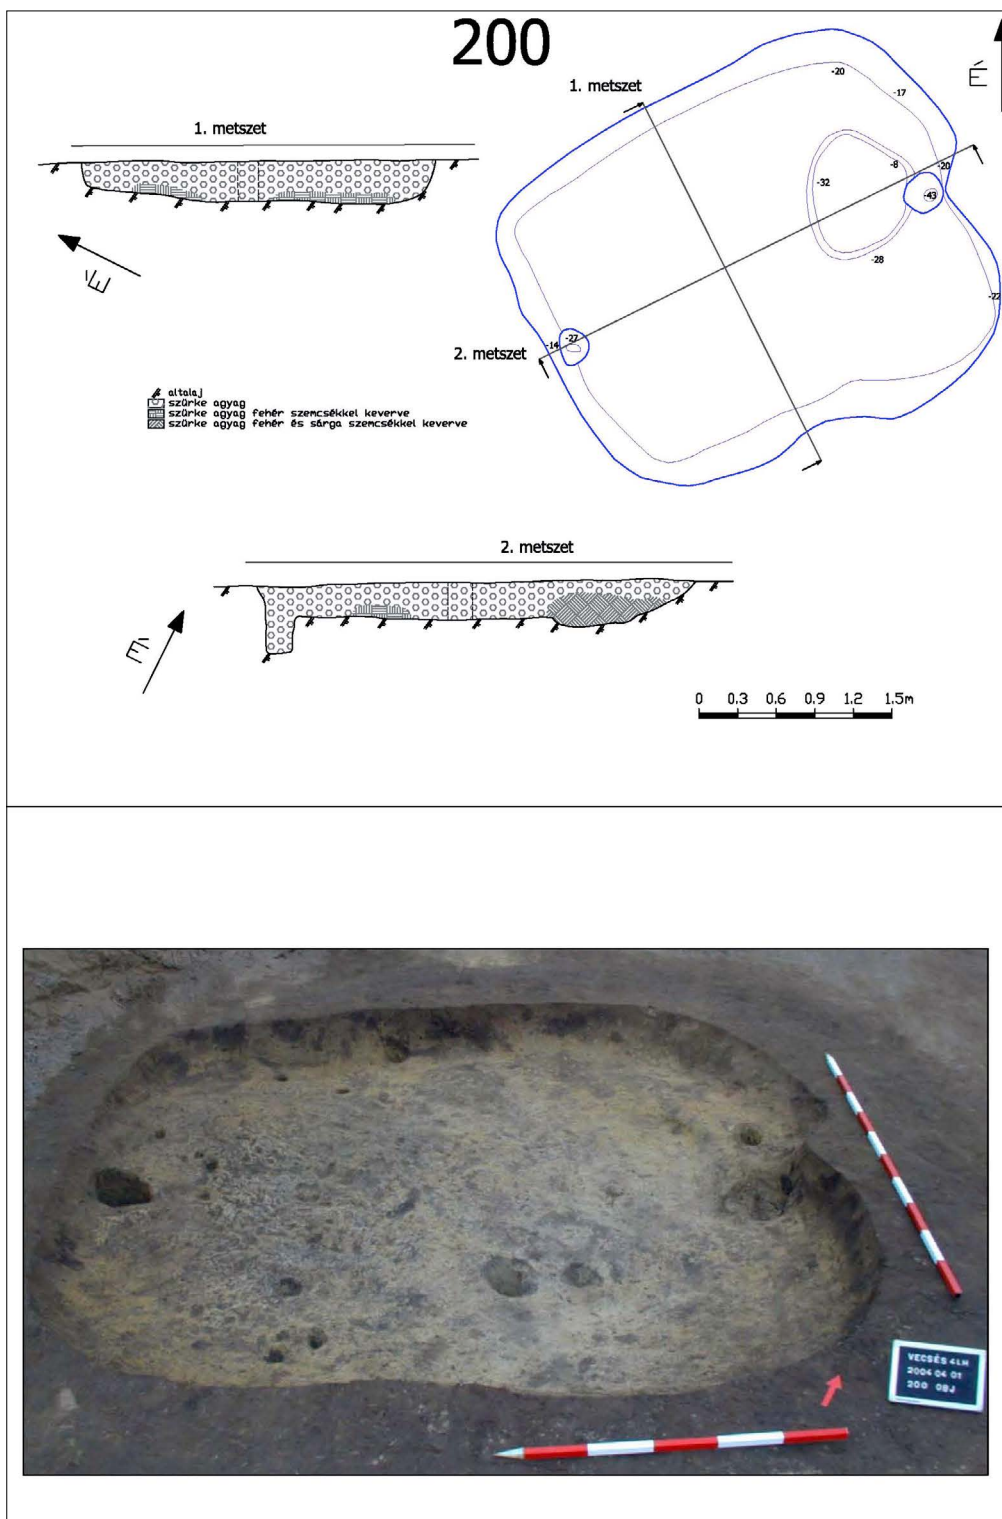 200
1. metszet
É
1. metszet
-20
-17
-8
-20
-32
-43
-28
-22
-27
-14
2. metszet
É
altalaj
szürke agyag
szürke agyag fehér szemcsékkel keverve
szürke agyag fehér és sárga szemcsékkel keverve
2. metszet
É
0 0.3 0.6 0.9 1.2 1.5m
VECSÉS 4LH
2004 04 01
200 OBJ